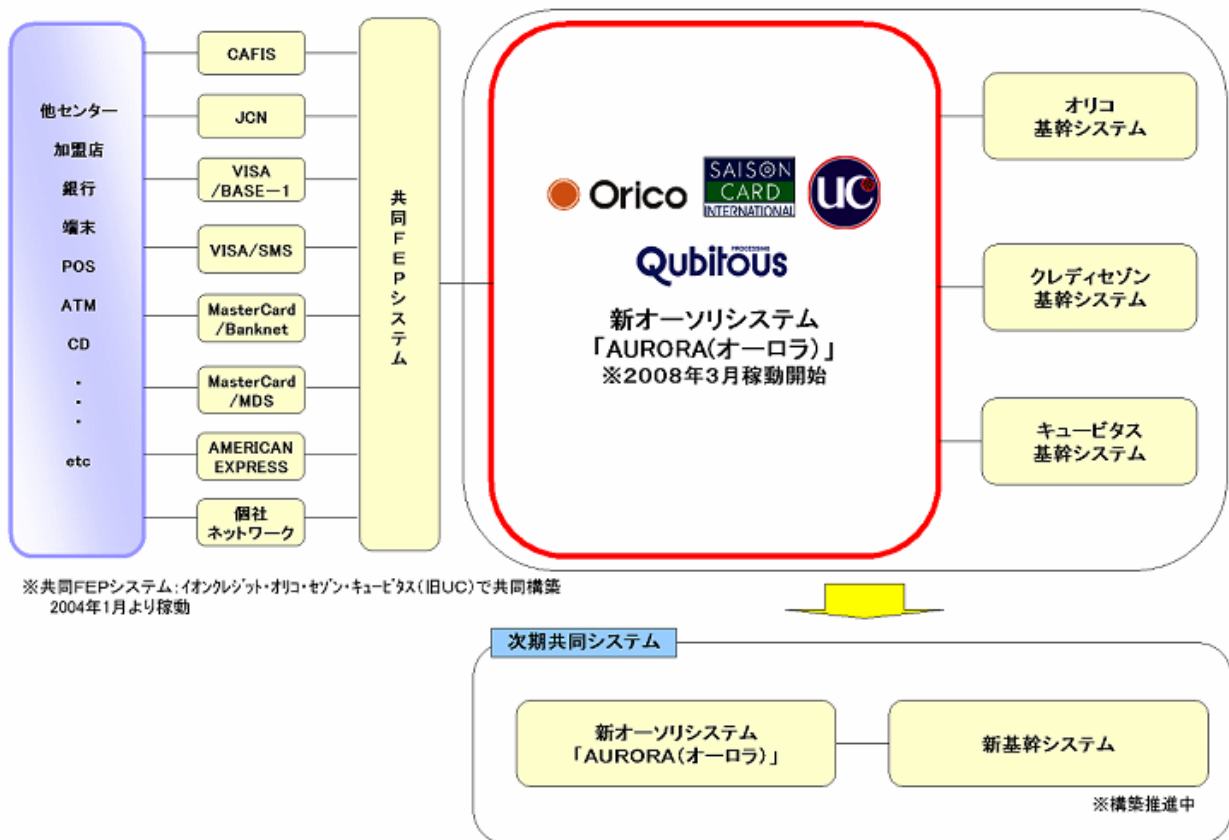 他センター
加盟店
銀行
端末
POS
ATM
CD
・
・
・
etc
CAFIS
JCN
VISA
/BASE－1
VISA/SMS
MasterCard
/Banknet
MasterCard
/MDS
AMERICAN
EXPRESS
個社
ネットワーク
共同FEPシステム
Orico
SAISON
CARD
INTERNATIONAL
UC
PROCESSING
Qubitous
新オーソリシステム
「AURORA(オーロラ)」
※2008年3月稼動開始
オリコ
基幹システム
クレディセゾン
基幹システム
キュービタス
基幹システム
※共同FEPシステム：イオンクレジット・オリコ・セゾン・キュービタス(旧UC)で共同構築
2004年1月より稼動
次期共同システム
新オーソリシステム
「AURORA(オーロラ)」
新基幹システム
※構築推進中